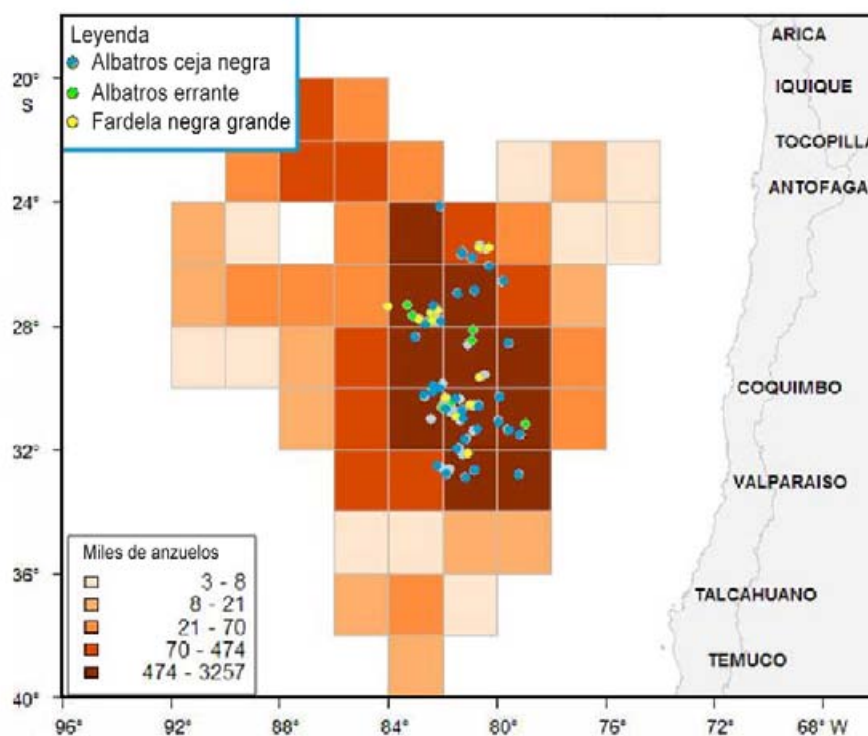 Leyenda
Albatros ceja negra
Albatros errante
Fardela negra grande
ARICA
IQUIQUE
TOCOPILLA
ANTOFAGA
COQUIMBO
VALPARAISO
TALCAHUANO
TEMUCO
20°
S
24°
28°
32°
36°
40°
Miles de anzuelos
3 - 8
8 - 21
21 - 70
70 - 474
474 - 3257
96° 92° 88° 84° 80° 76° 72° 68° W